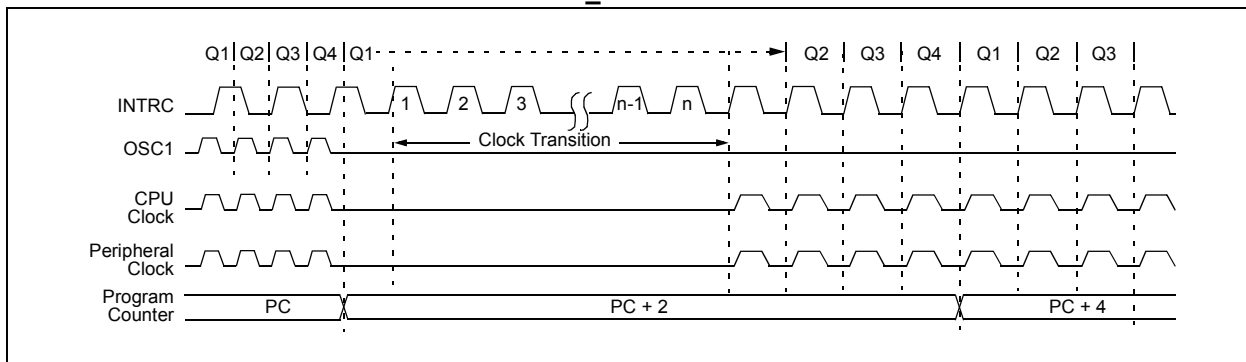 Q1 Q2 Q3 Q4 Q1 Q2 Q3 Q4 Q1 Q2 Q3
INTRC 1 2 3 n-1 n
OSC1 Clock Transition
CPU
Clock
Peripheral
Clock
Program
Counter PC PC + 2 PC + 4